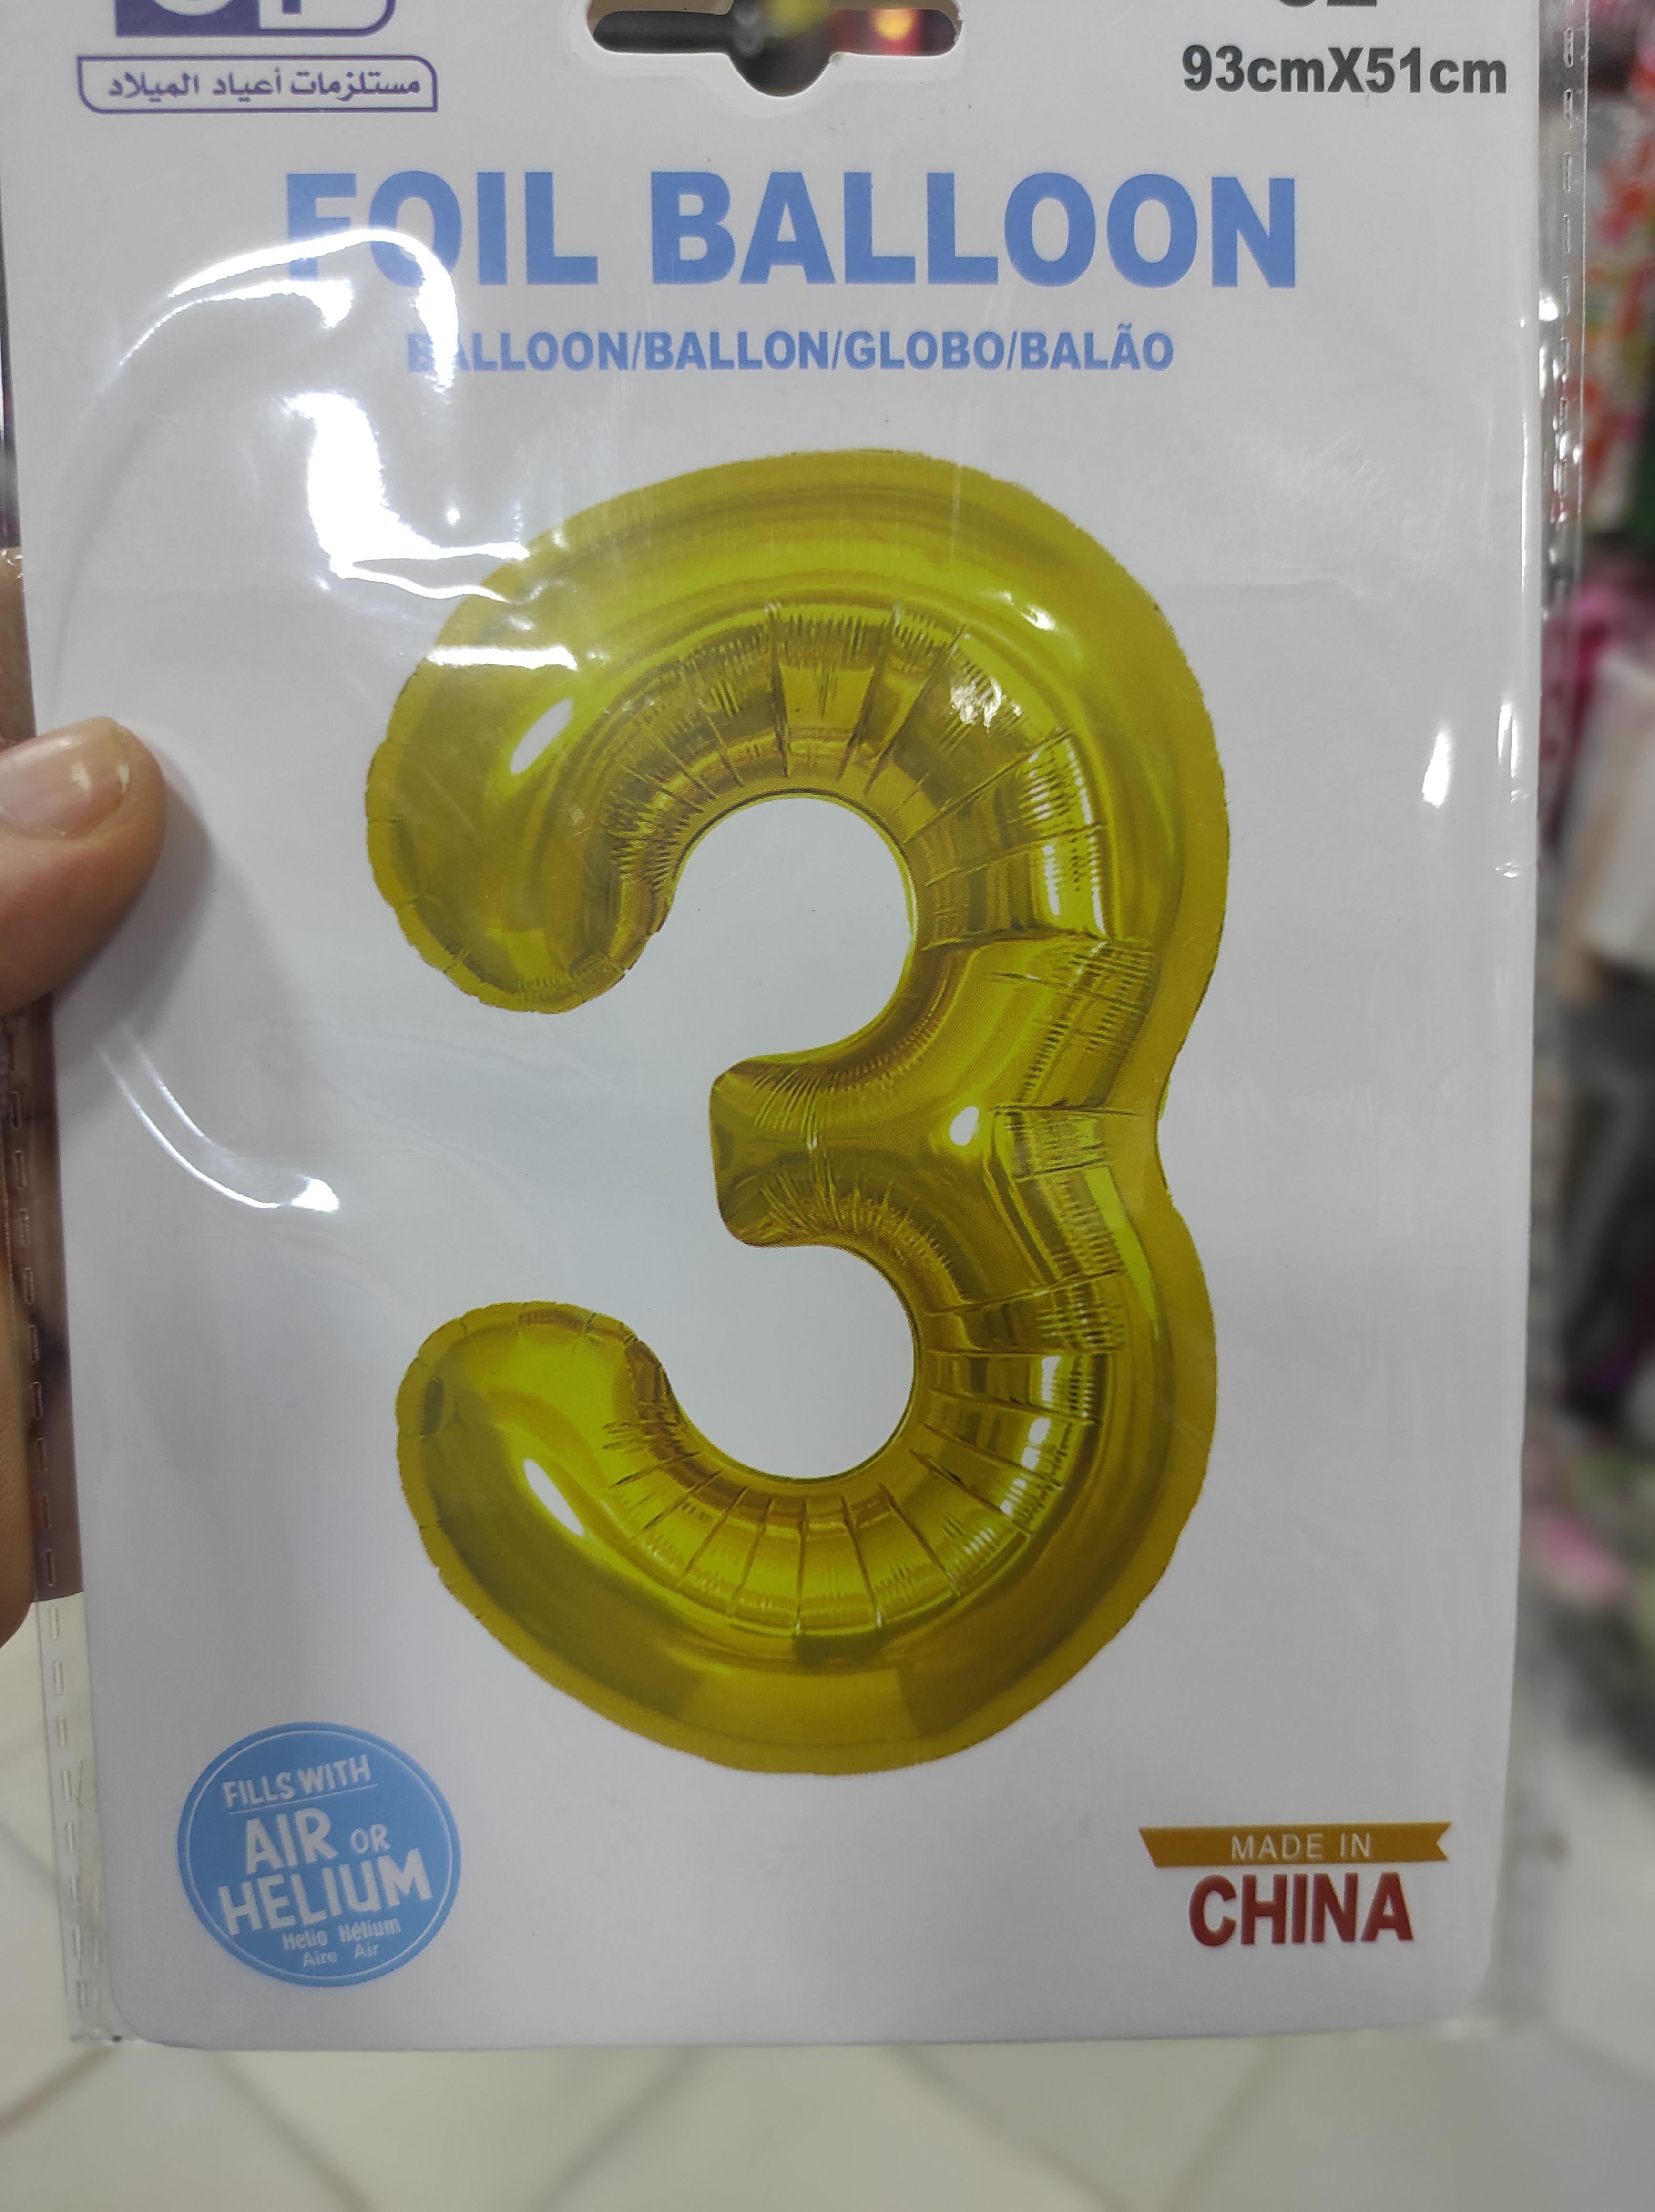 مستلزمات أعياد الميلاد
93cmX51cm
FOIL BALLOON
BALLOON/BALLON/GLOBO/BALÃO
FILLS WITH
AIR OR
HELIUM
Helio Hélium
Aire Air
MADE IN
CHINA